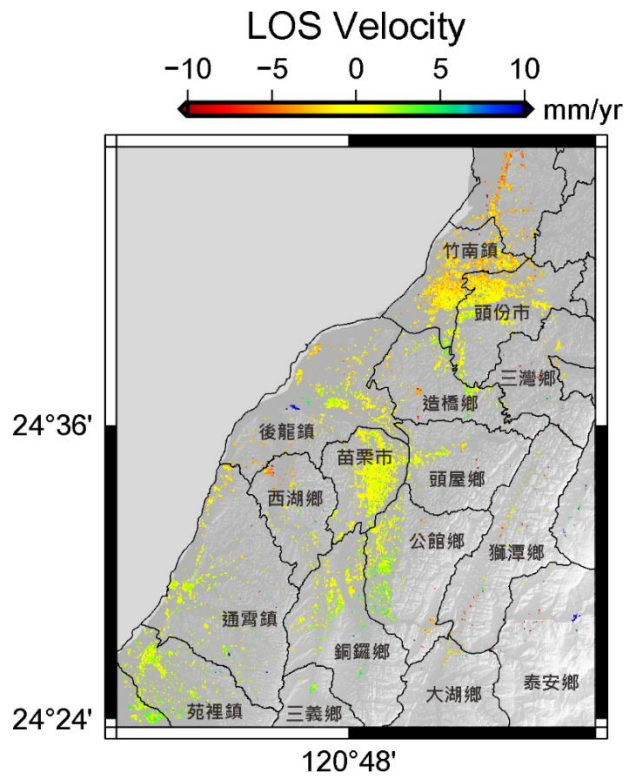 LOS Velocity
−10 −5 0 5 10
mm/yr
竹南鎮
頭份市
三灣鄉
造橋鄉
24°36'
後龍鎮
苗栗市
頭屋鄉
西湖鄉
公館鄉
獅潭鄉
通霄鎮
銅鑼鄉
泰安鄉
大湖鄉
苑裡鎮
三義鄉
24°24'
120°48'